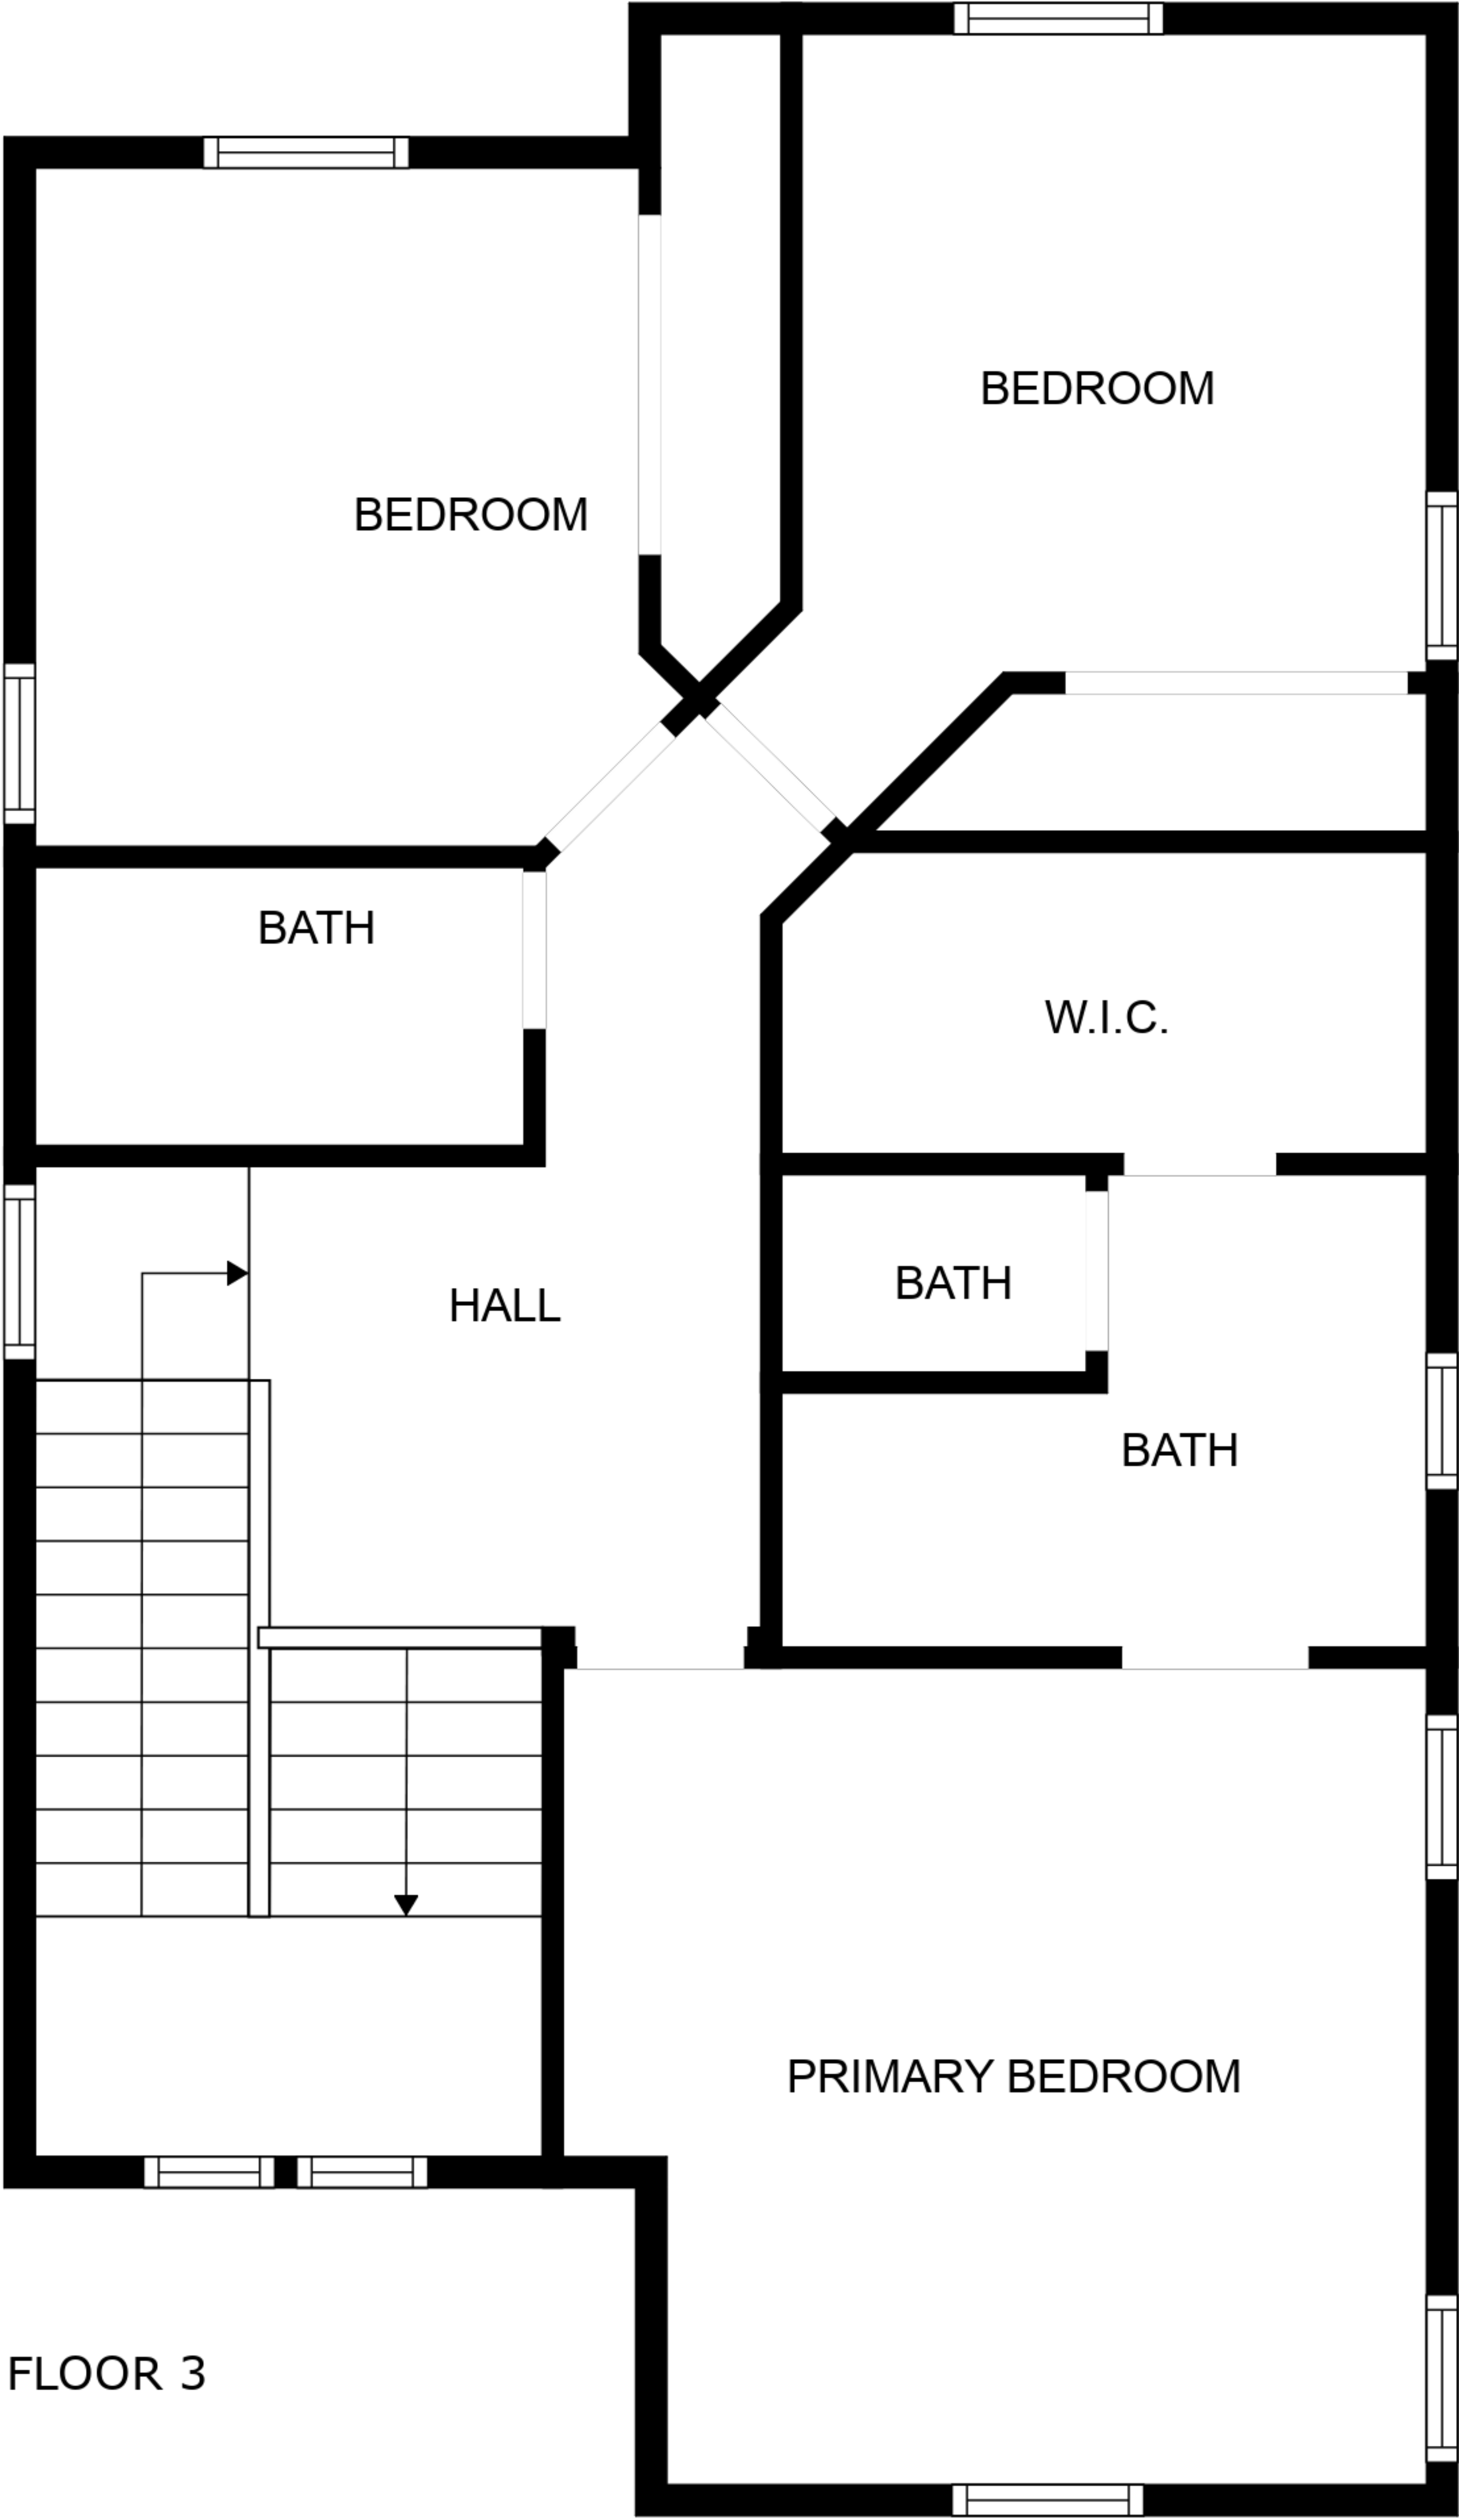 BEDROOM
BEDROOM
BATH
W.I.C.
BATH
HALL
BATH
PRIMARY BEDROOM
FLOOR 3